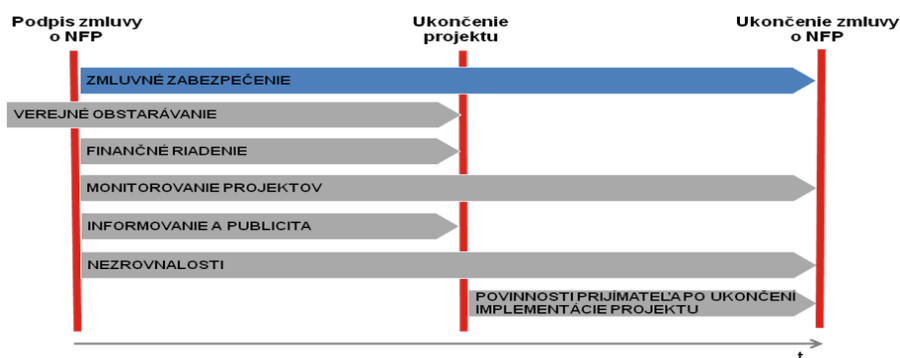 Podpis zmluvy
o NFP
Ukončenie
projektu
Ukončenie zmluvy
o NFP
ZMLUVNÉ ZABEZPEČENIE
VEREJNÉ OBSTARÁVANIE
FINANČNÉ RIADENIE
MONITOROVANIE PROJEKTOV
INFORMOVANIE A PUBLICITA
NEZROVNALOSTI
POVINNOSTI PRIJÍMATEĽA PO UKONČENÍ
IMPLEMENTÁCIE PROJEKTU
t